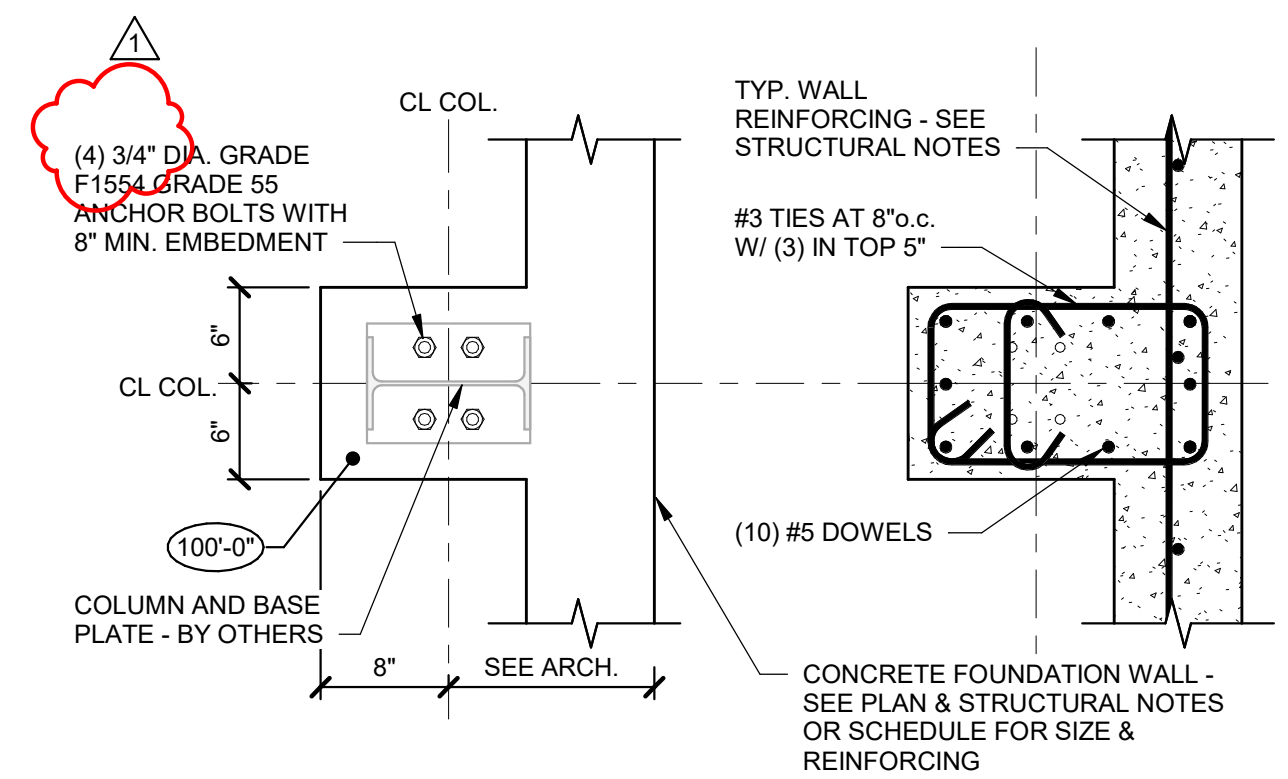 1
CL COL.
(4) 3/4" DIA. GRADE
F1554 GRADE 55
ANCHOR BOLTS WITH
8" MIN. EMBEDMENT
6"
CL COL.
6"
100'-0"
COLUMN AND BASE
PLATE - BY OTHERS
8"
SEE ARCH.
TYP. WALL
REINFORCING - SEE
STRUCTURAL NOTES
#3 TIES AT 8"o.c.
W/ (3) IN TOP 5"
(10) #5 DOWELS
CONCRETE FOUNDATION WALL -
SEE PLAN & STRUCTURAL NOTES
OR SCHEDULE FOR SIZE &
REINFORCING